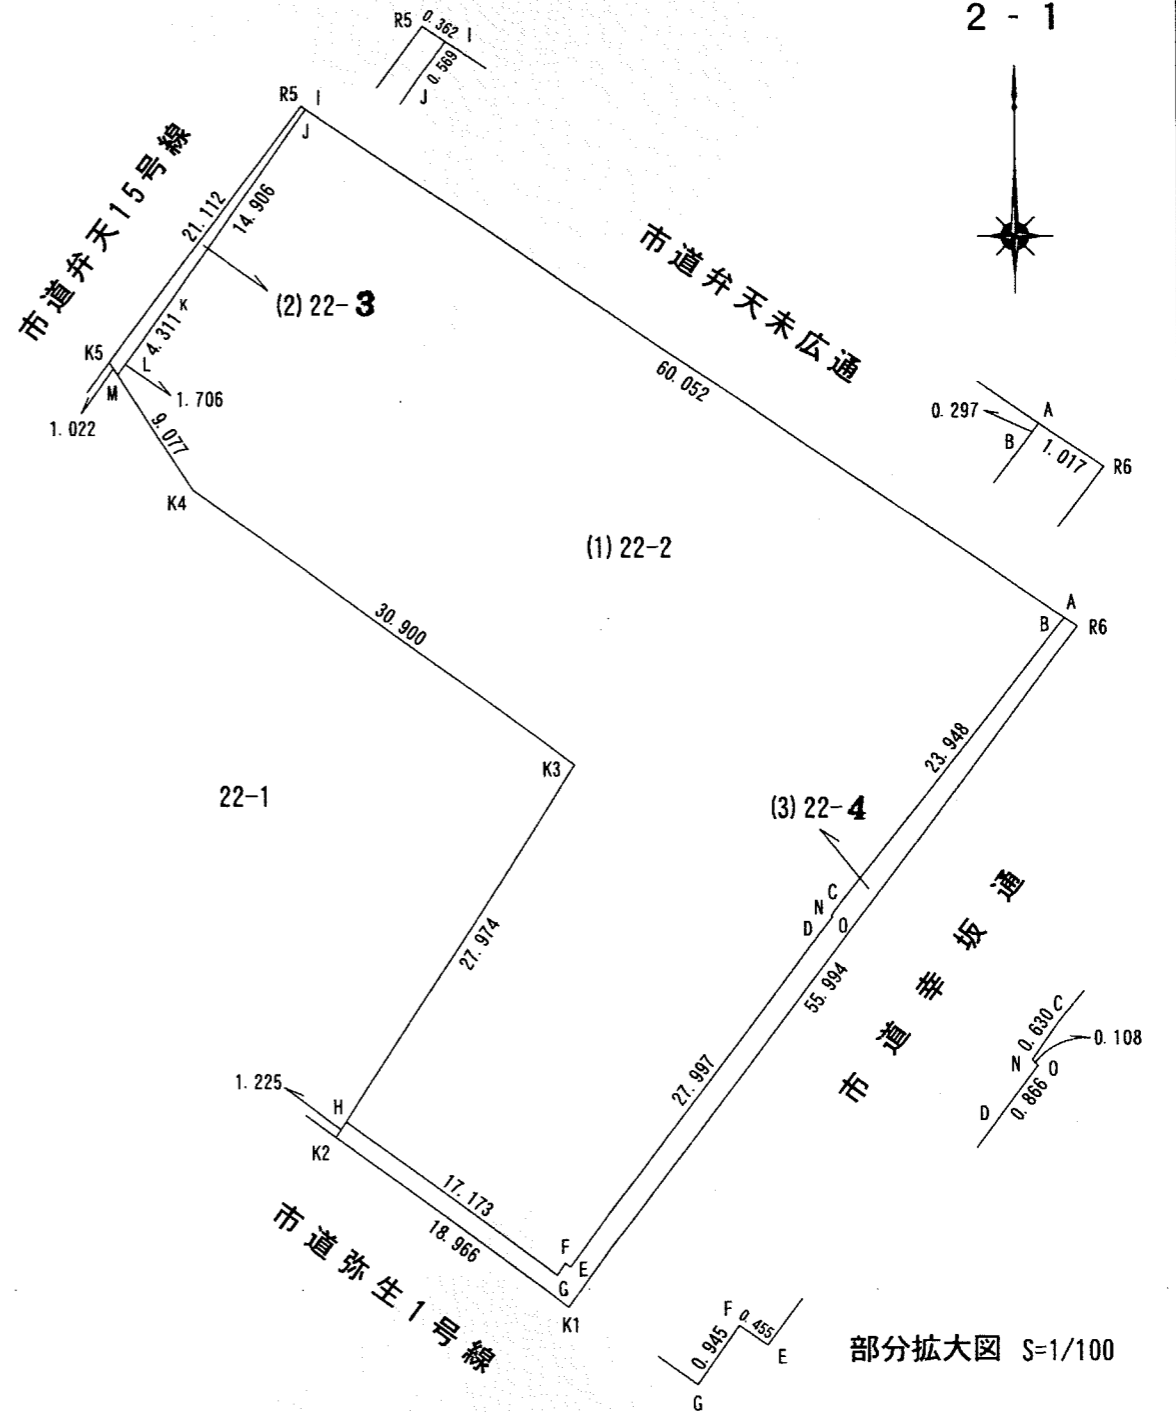 2 - 1
R5
0.362
I
0.569
J
R5
I
J
市道弁天15号線
21.112
14.906
(2) 22-3
K
4.311
K5
L
M
1.706
1.022
9.077
K4
市道弁天末広通
60.052
0.297
A
B
1.017
R6
(1) 22-2
A
B
R6
30.900
K3
23.948
22-1
(3) 22-4
C
N
D
O
27.974
55.994
市道幸坂通
0.630
C
0.108
N
O
D
0.866
27.997
1.225
H
K2
17.173
18.966
F
E
G
K1
市道弥生1号線
F
0.455
0.945
E
G
部分拡大図 S=1/100